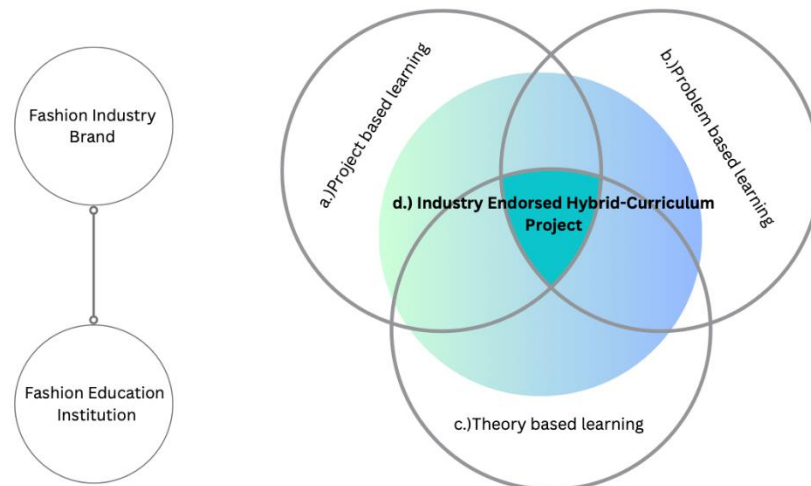 Fashion Industry
Brand
Fashion Education
Institution
a.)Project based learning
b.)Problem based learning
d.) Industry Endorsed Hybrid-Curriculum
Project
c.)Theory based learning